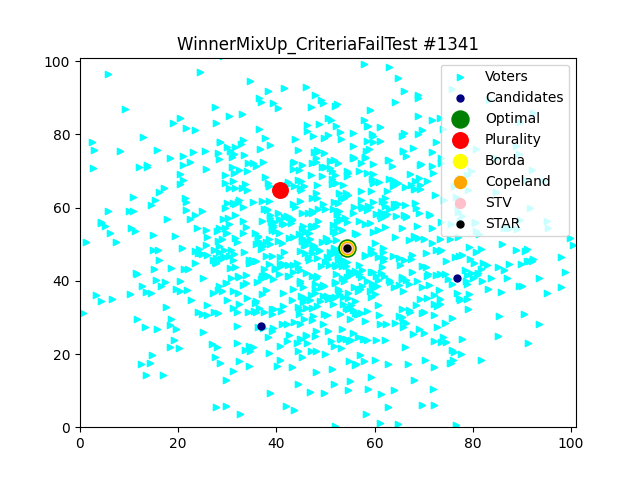 WinnerMixUp_CriteriaFailTest #1341
100
80
60
40
20
0
0 20 40 60 80 100
Voters
Candidates
Optimal
Plurality
Borda
Copeland
STV
STAR